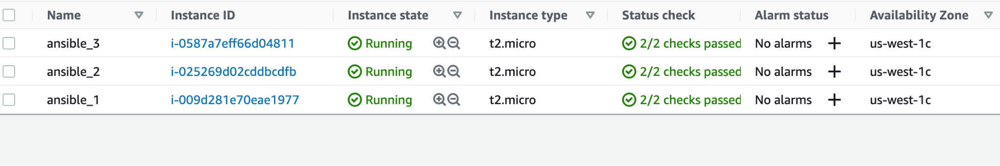 Name Instance ID Instance state Instance type Status check Alarm status Availability Zone
ansible_3 i-0587a7eff66d04811 Running t2.micro 2/2 checks passed No alarms + us-west-1c
ansible_2 i-025269d02cddbcdfb Running t2.micro 2/2 checks passed No alarms + us-west-1c
ansible_1 i-009d281e70eae1977 Running t2.micro 2/2 checks passed No alarms + us-west-1c